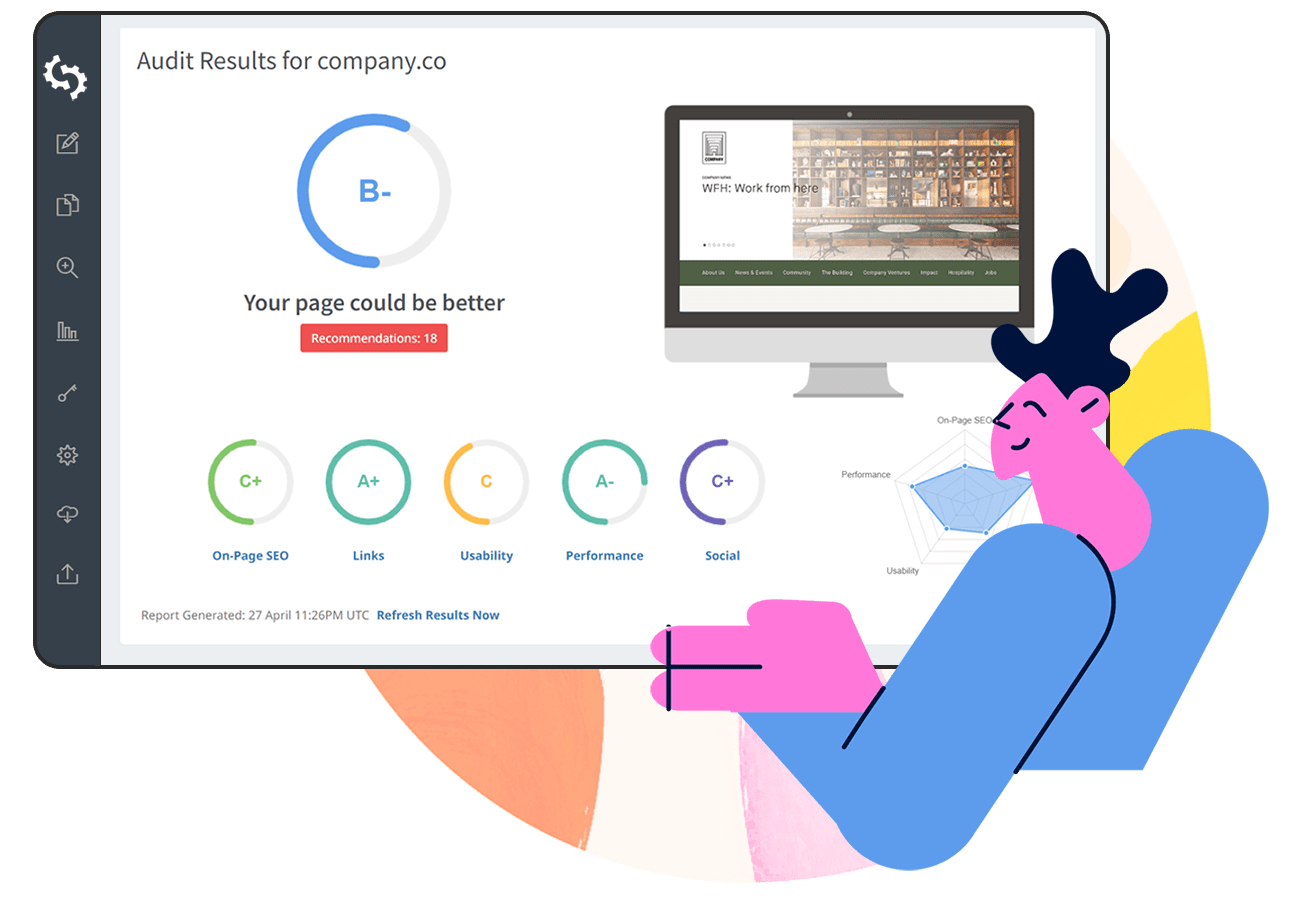 Audit Results for company.co
B-
Your page could be better
Recommendations: 18
COMPANY
COMPANY NEWS
WFH: Work from here
About Us News & Events Community The Building Company Ventures Impact Hospitality Jobs
C+ A+ C A- C+
On-Page SEO Links Usability Performance Social
On-Page SEO
Performance
Usability
Report Generated: 27 April 11:26PM UTC Refresh Results Now